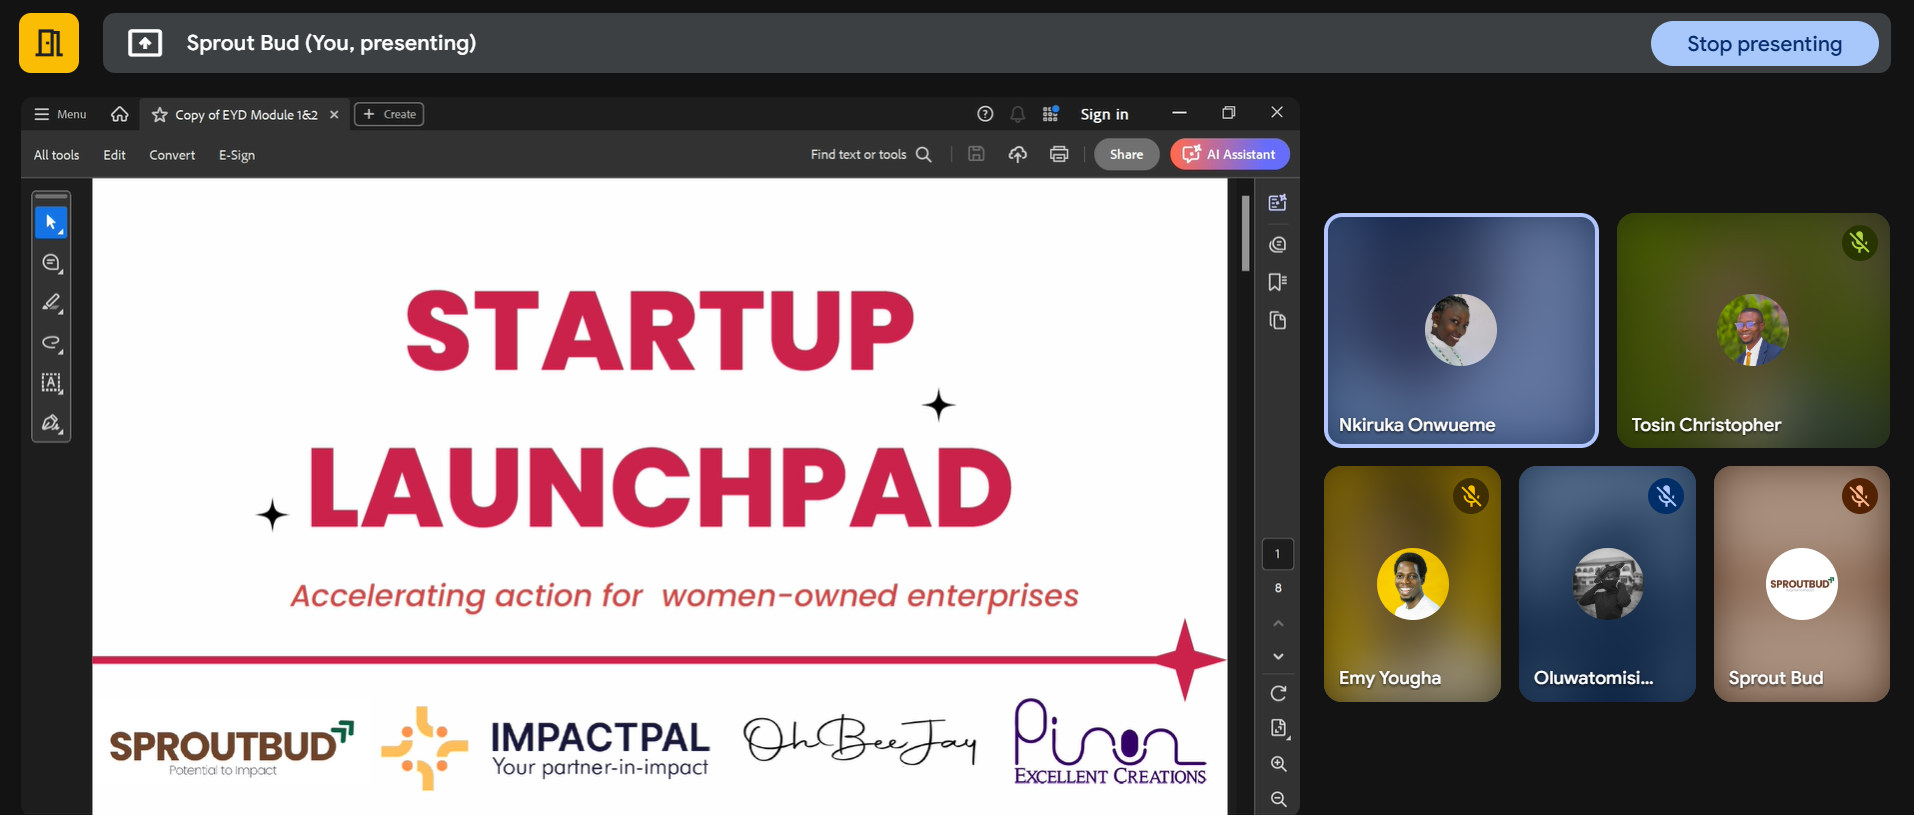 Sprout Bud (You, presenting)
Stop presenting
Menu
Copy of EYD Module 1&2
Create
Sign in
All tools
Edit
Convert
E-Sign
Find text or tools
Share
AI Assistant
STARTUP
LAUNCHPAD
Accelerating action for women-owned enterprises
SPROUTBUD
Potential to Impact
IMPACTPAL
Your partner-in-impact
OhBeeJay
Pinon
EXCELLENT CREATIONS
1
8
Nkiruka Onwueme
Tosin Christopher
Emy Yougha
Oluwatomisi...
SPROUTBUD
Sprout Bud